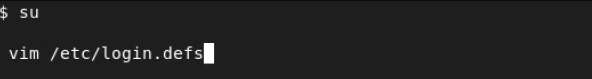 $ su
vim /etc/login.defs